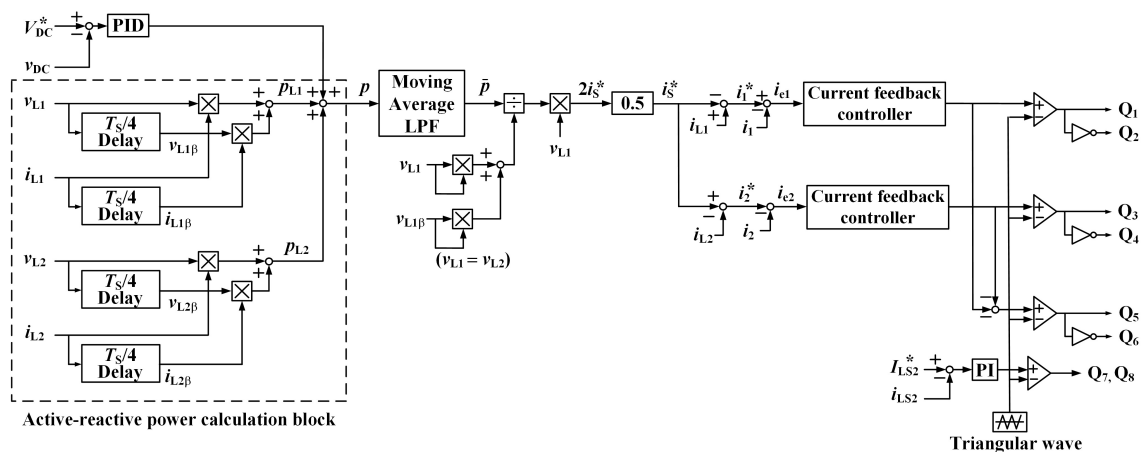 V*DC
+
−
PID
vDC
vL1
TS/4
Delay
vL1β
iL1
TS/4
Delay
iL1β
+
+
pL1
+
+
+
p
Moving
Average
LPF
p̄
÷
×
2i*S
0.5
i*S
vL1
vL1
×
+
+
vL1β
×
(vL1 = vL2)
vL2
TS/4
Delay
vL2β
iL2
TS/4
Delay
iL2β
×
×
+
+
pL2
Active-reactive power calculation block
−
+
iL1
i*1
+
−
i1
ie1
Current feedback
controller
+
−
Q1
Q2
+
−
iL2
i*2
−
i2
ie2
Current feedback
controller
+
−
Q3
Q4
−
−
+
−
Q5
Q6
I*LS2
+
−
iLS2
PI
+
−
Q7, Q8
Triangular wave